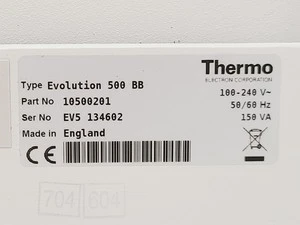 Type Evolution 500 BB
Part No 10500201
Ser No EV5 134602
Made in England
Thermo
ELECTRON CORPORATION
100-240 V~
50/60 Hz
150 VA
CE
704 604